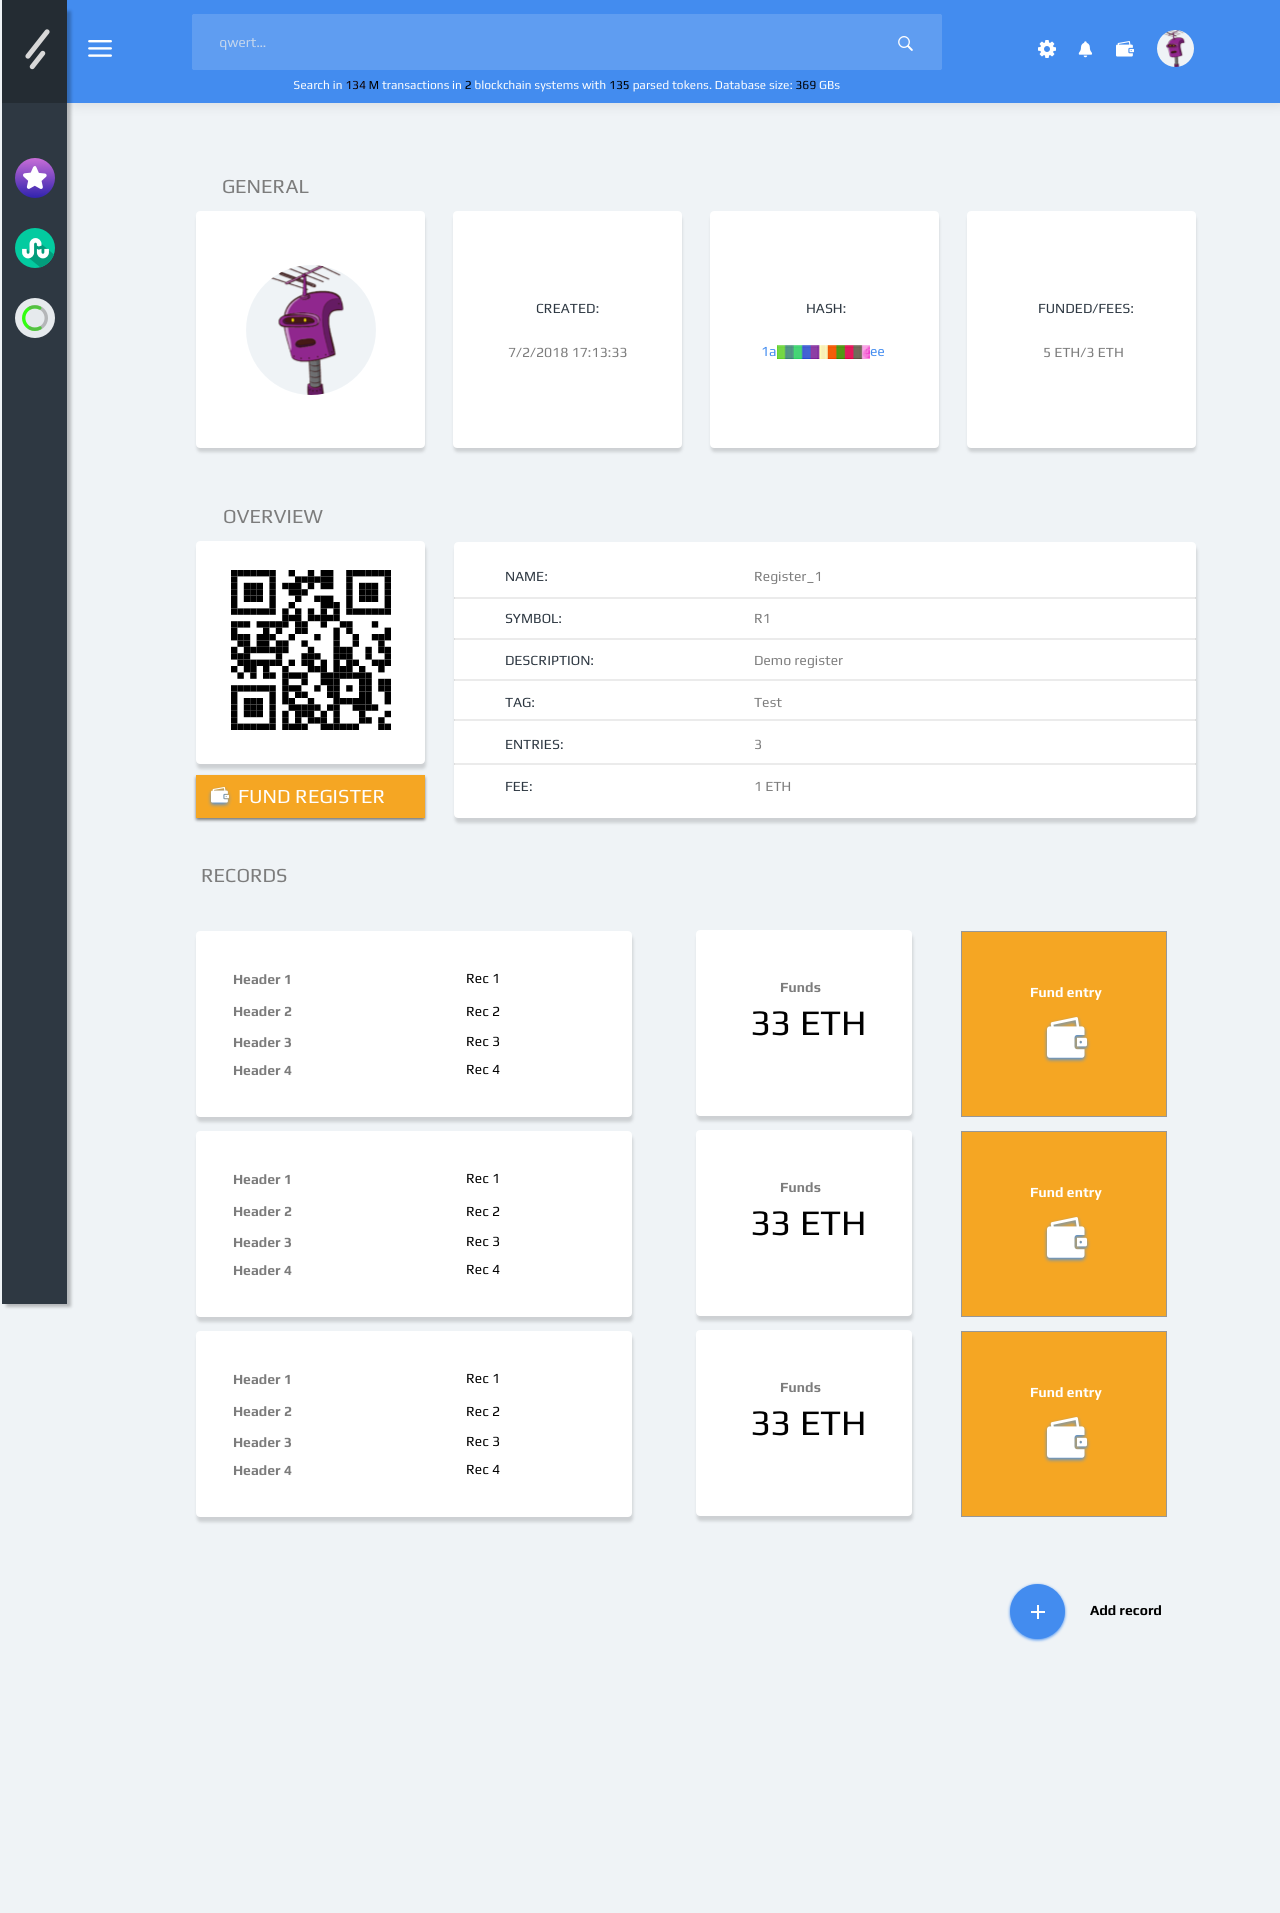 qwert...
Search in 134 M transactions in 2 blockchain systems with 135 parsed tokens. Database size: 369 GBs
GENERAL
CREATED:
7/2/2018 17:13:33
HASH:
1a
ee
FUNDED/FEES:
5 ETH/3 ETH
OVERVIEW
FUND REGISTER
NAME: Register_1
SYMBOL: R1
DESCRIPTION: Demo register
TAG: Test
ENTRIES: 3
FEE: 1 ETH
RECORDS
Header 1 Rec 1
Header 2 Rec 2
Header 3 Rec 3
Header 4 Rec 4
Funds
33 ETH
Fund entry
Header 1 Rec 1
Header 2 Rec 2
Header 3 Rec 3
Header 4 Rec 4
Funds
33 ETH
Fund entry
Header 1 Rec 1
Header 2 Rec 2
Header 3 Rec 3
Header 4 Rec 4
Funds
33 ETH
Fund entry
Add record